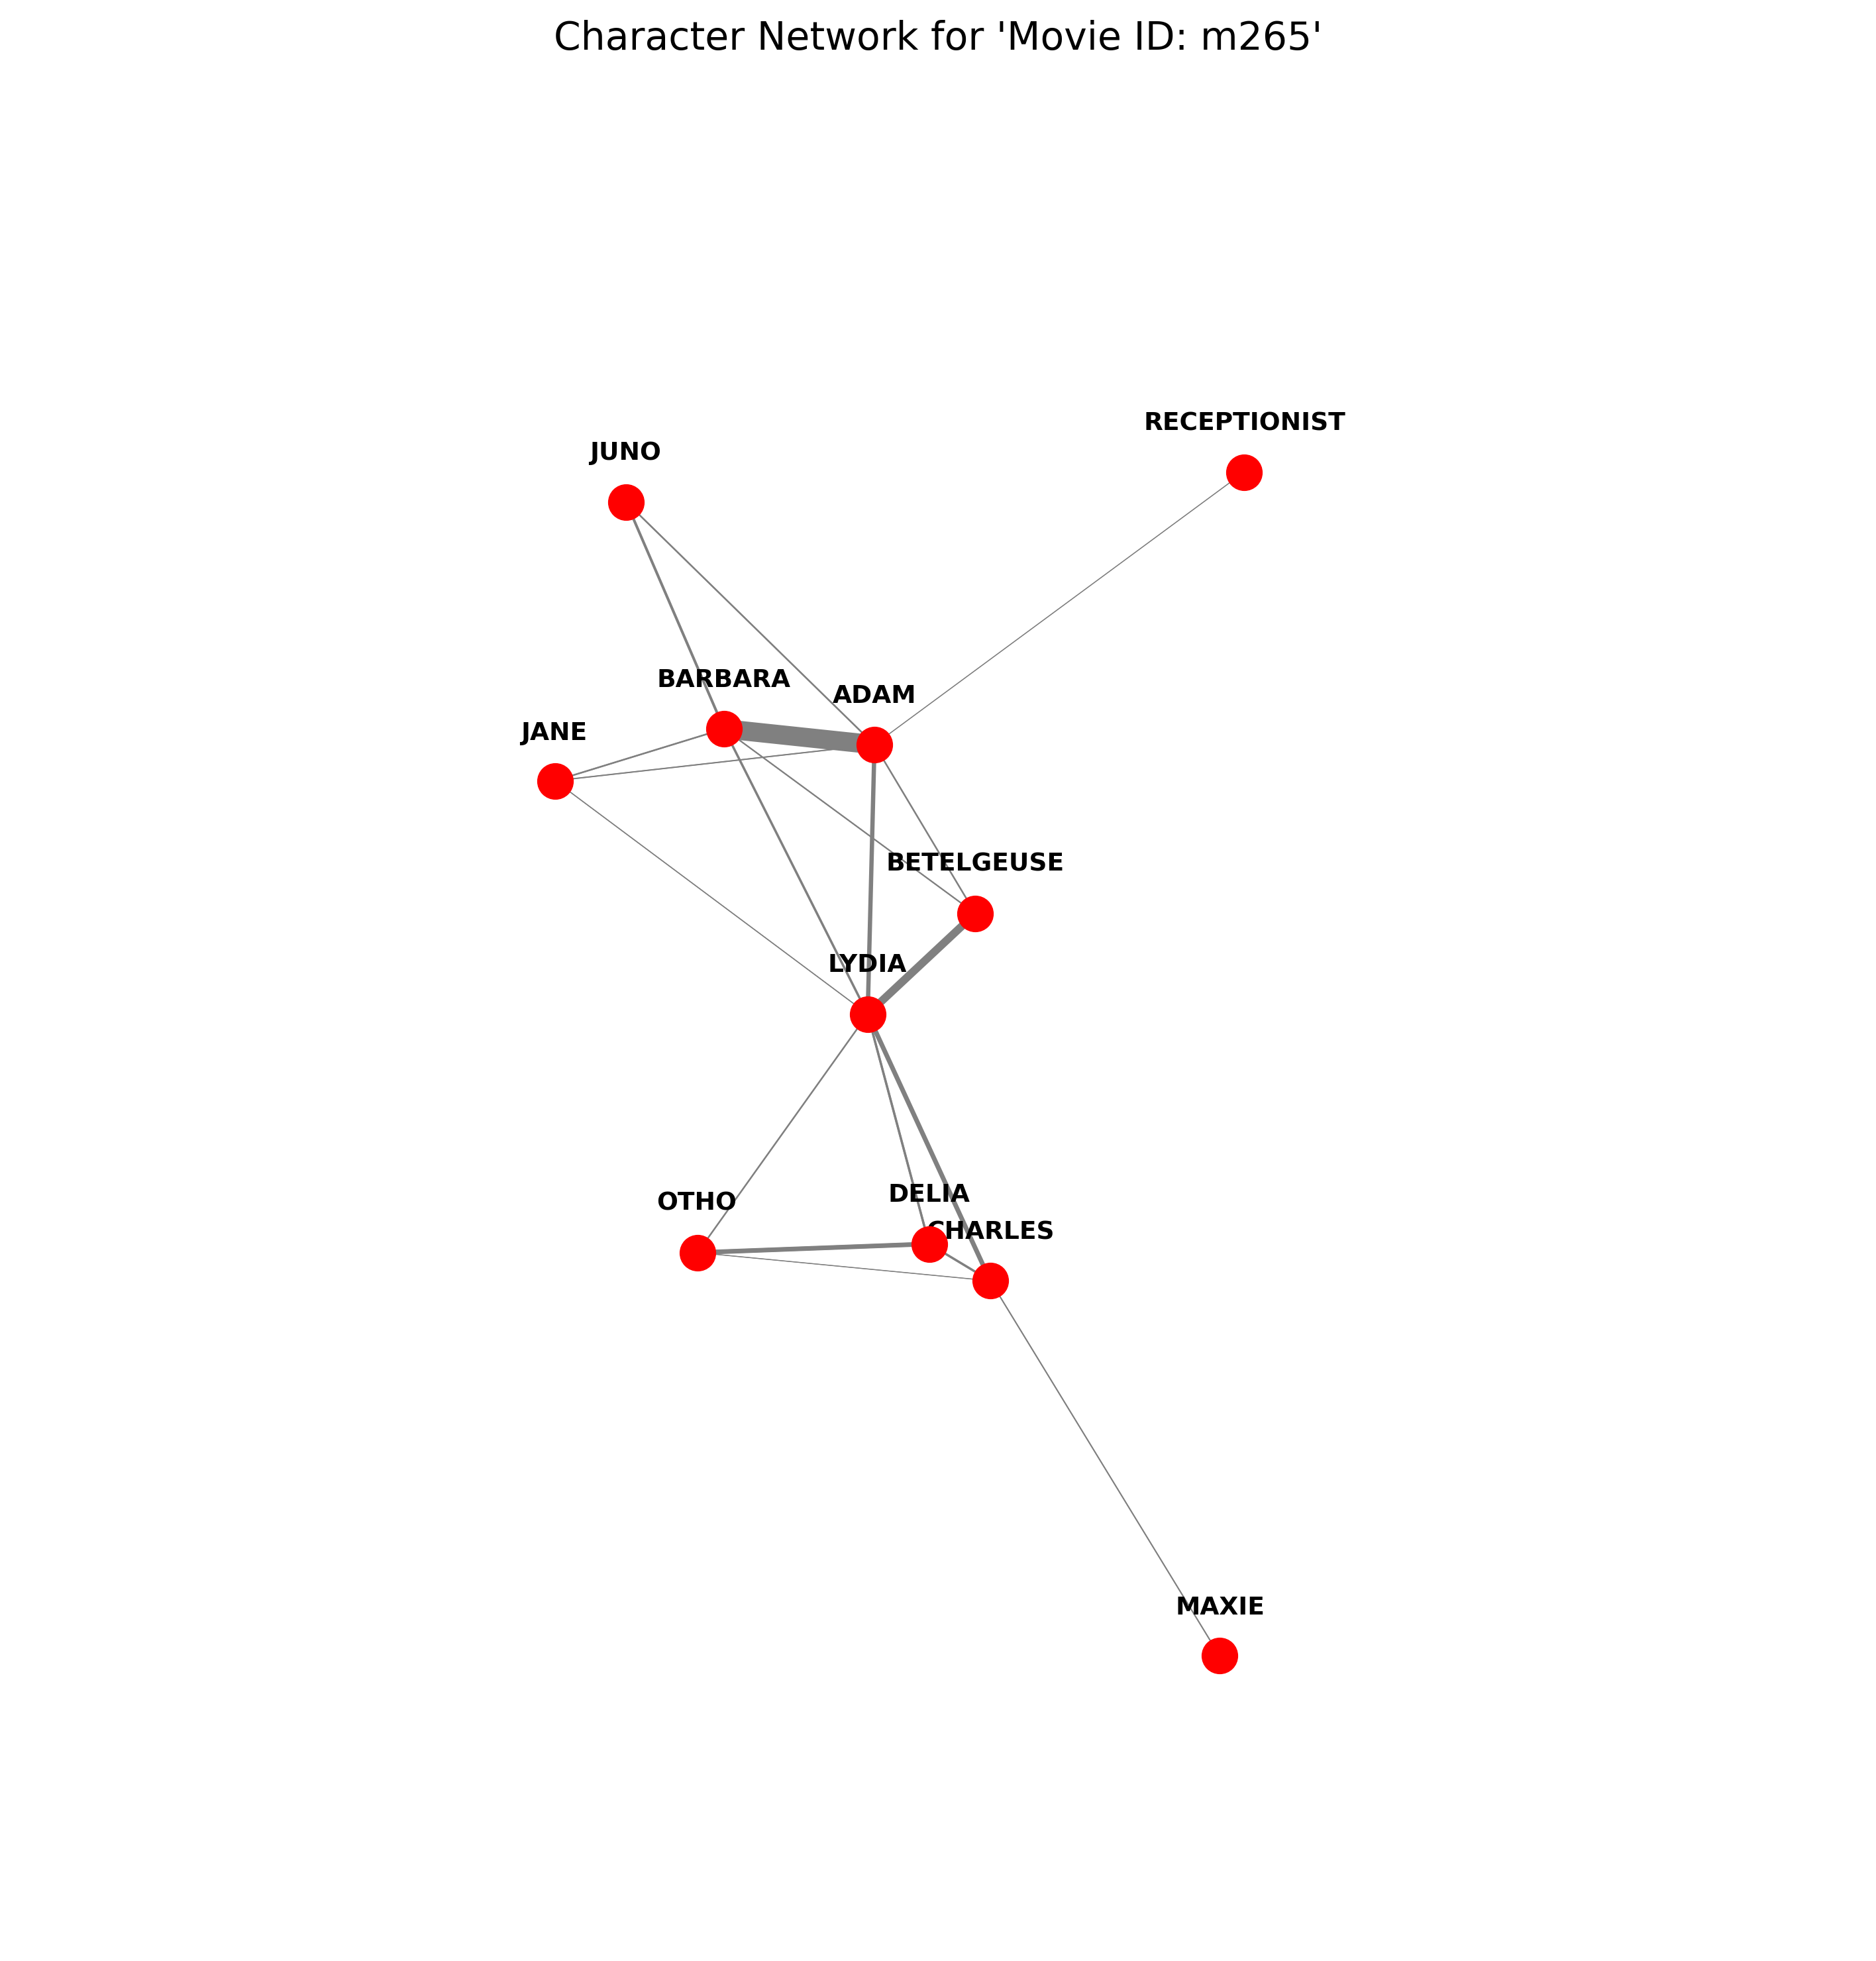 Character Network for 'Movie ID: m265'
RECEPTIONIST
JUNO
BARBARA
ADAM
JANE
BETELGEUSE
LYDIA
DELIA
OTHO
CHARLES
MAXIE